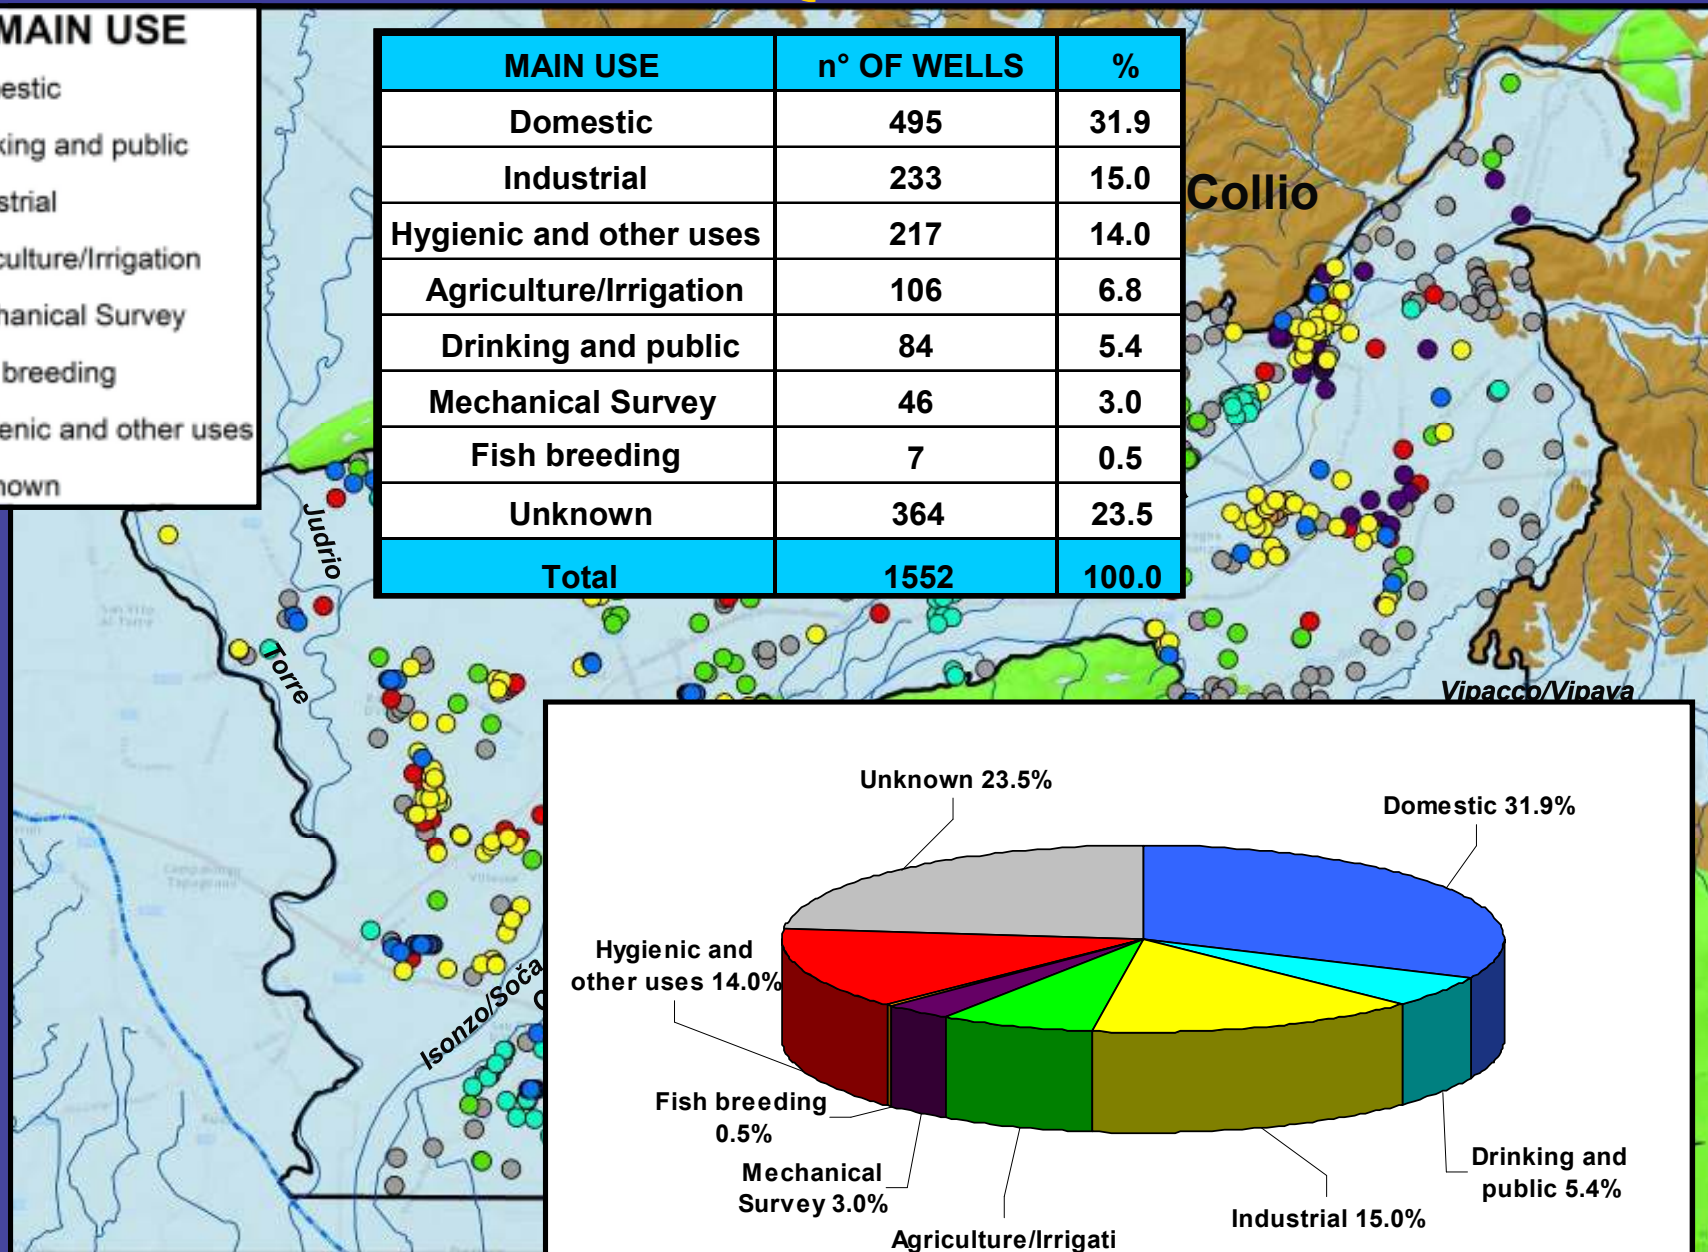 MAIN USE
estic
king and public
strial
culture/Irrigation
hanical Survey
breeding
enic and other uses
nown
MAIN USE n° OF WELLS %
Domestic 495 31.9
Industrial 233 15.0
Hygienic and other uses 217 14.0
Agriculture/Irrigation 106 6.8
Drinking and public 84 5.4
Mechanical Survey 46 3.0
Fish breeding 7 0.5
Unknown 364 23.5
Total 1552 100.0
Collio
Judrio
Torre
Vipacco/Vipava
Isonzo/Soča
Unknown 23.5%
Domestic 31.9%
Hygienic and
other uses 14.0%
Fish breeding
0.5%
Mechanical
Survey 3.0%
Agriculture/Irrigati
Industrial 15.0%
Drinking and
public 5.4%